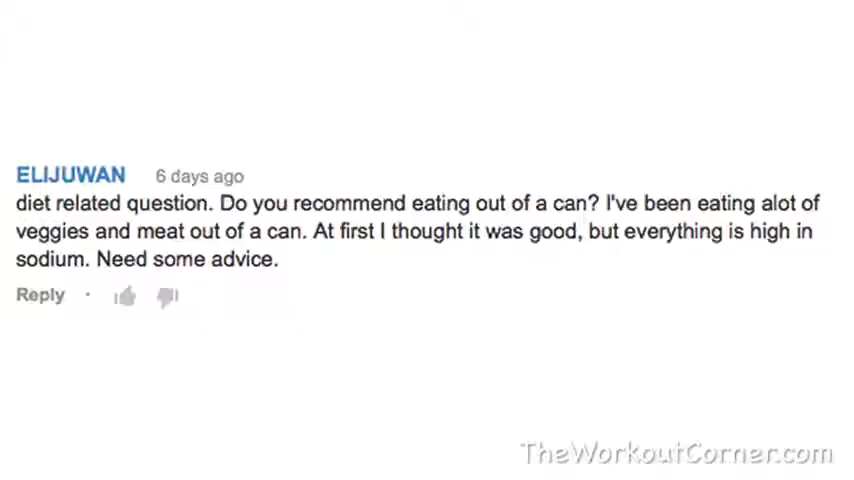 ELIJUWAN 6 days ago
diet related question. Do you recommend eating out of a can? I've been eating alot of
veggies and meat out of a can. At first I thought it was good, but everything is high in
sodium. Need some advice.
Reply ·
TheWorkoutCorner.com